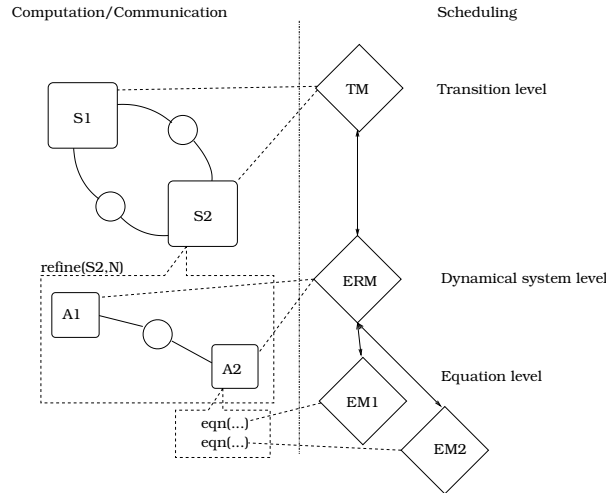 Computation/Communication
Scheduling
TM
Transition level
S1
S2
refine(S2,N)
ERM
Dynamical system level
A1
A2
Equation level
EM1
eqn(...)
eqn(...)
EM2